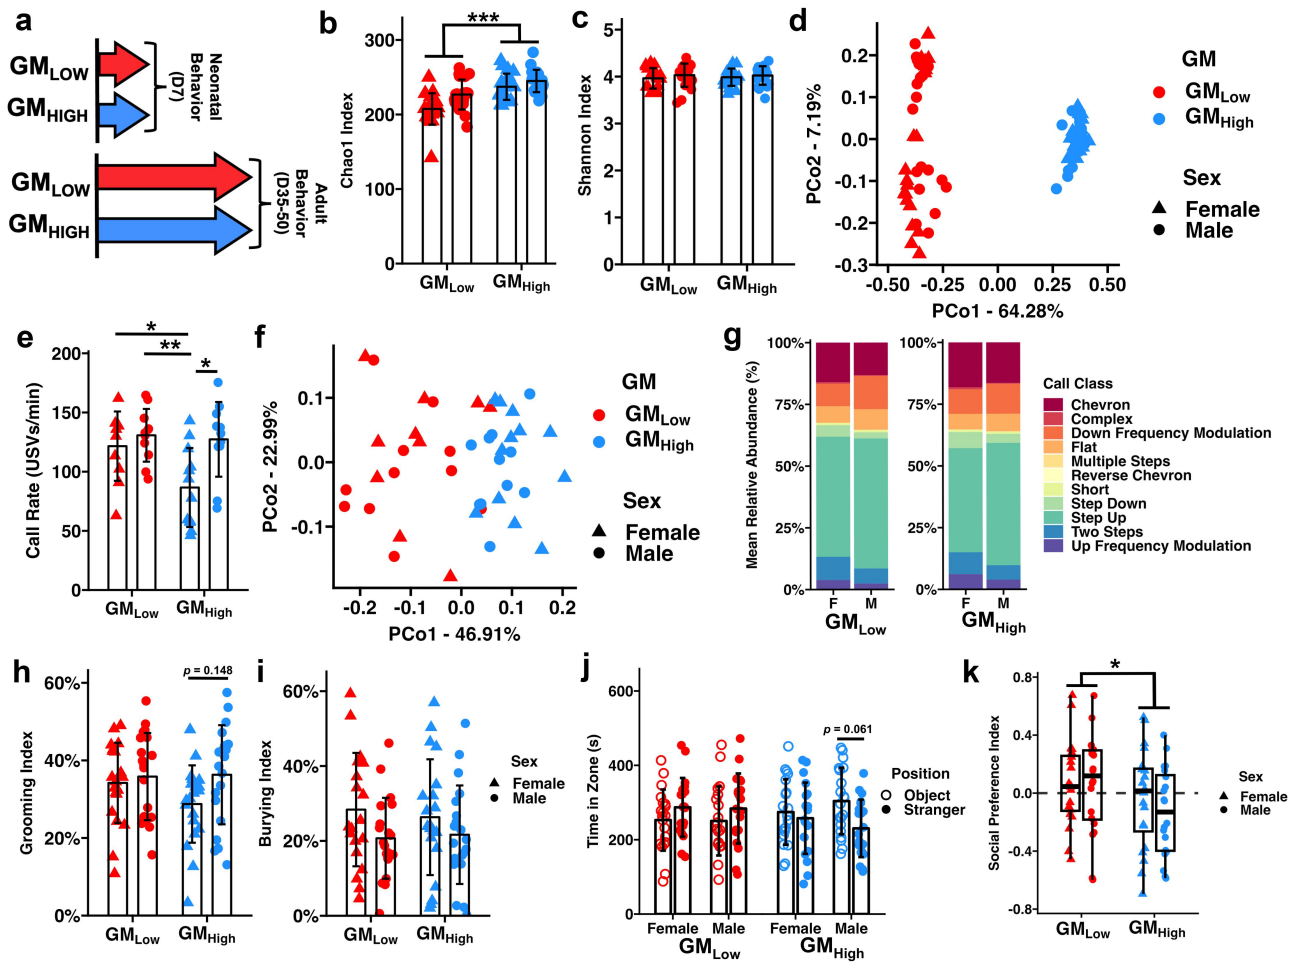 a
GMLOW
GMHIGH
Neonatal
Behavior
(D7)
GMLOW
GMHIGH
Adult
Behavior
(D35-50)
b
***
Chao1 Index
300
200
100
0
GMLow
GMHigh
c
Shannon Index
5
4
3
2
1
0
GMLow
GMHigh
d
PCo2 - 7.19%
0.2
0.1
0.0
-0.1
-0.2
-0.3
-0.50
-0.25
0.00
0.25
0.50
PCo1 - 64.28%
GM
GMLow
GMHigh
Sex
Female
Male
e
*
**
*
Call Rate (USVs/min)
200
150
100
50
0
GMLow
GMHigh
f
PCo2 - 22.99%
0.1
0.0
-0.1
-0.2
-0.1
0.0
0.1
0.2
PCo1 - 46.91%
GM
GMLow
GMHigh
Sex
Female
Male
g
Mean Relative Abundance (%)
100%
75%
50%
25%
0%
F
M
GMLow
100%
75%
50%
25%
0%
F
M
GMHigh
Call Class
Chevron
Complex
Down Frequency Modulation
Flat
Multiple Steps
Reverse Chevron
Short
Step Down
Step Up
Two Steps
Up Frequency Modulation
h
Grooming Index
p = 0.148
60%
40%
20%
0%
GMLow
GMHigh
i
Burying Index
60%
40%
20%
0%
GMLow
GMHigh
Sex
Female
Male
j
Time in Zone (s)
600
400
200
0
p = 0.061
Female
Male
Female
Male
GMLow
GMHigh
Position
Object
Stranger
k
*
Social Preference Index
0.8
0.4
0.0
-0.4
-0.8
GMLow
GMHigh
Sex
Female
Male